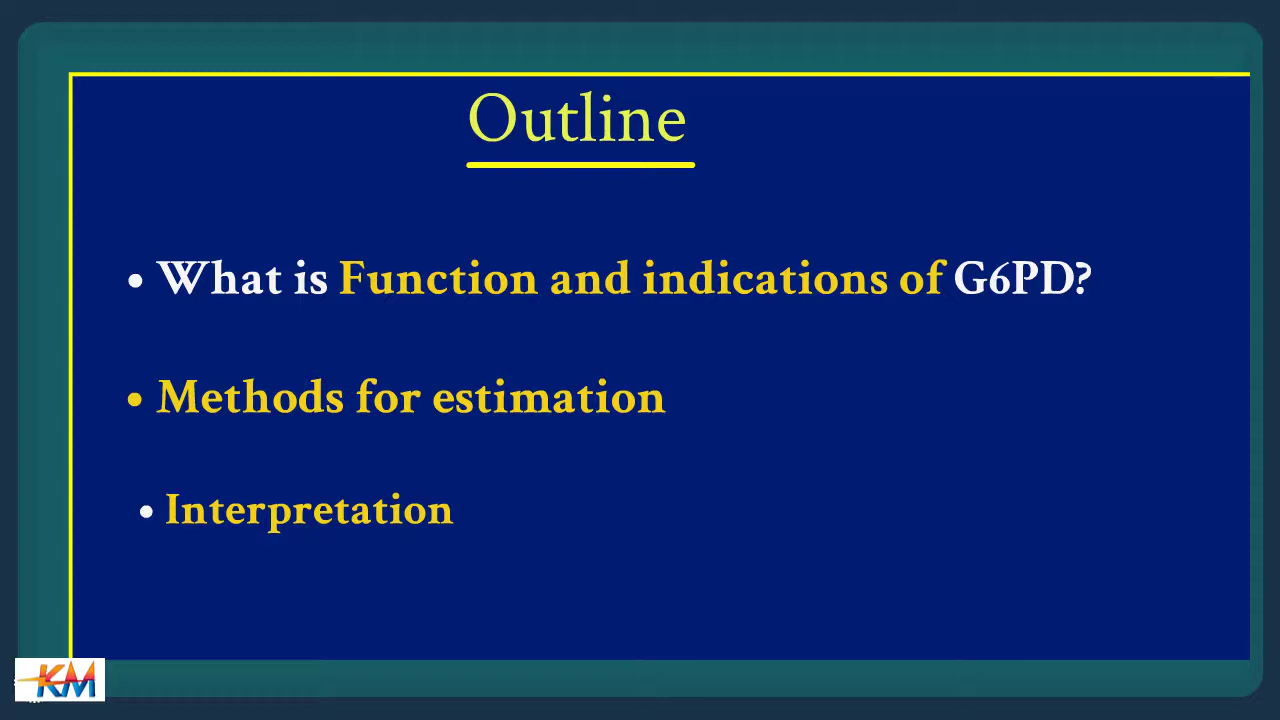 Outline
• What is Function and indications of G6PD?
• Methods for estimation
• Interpretation
KM